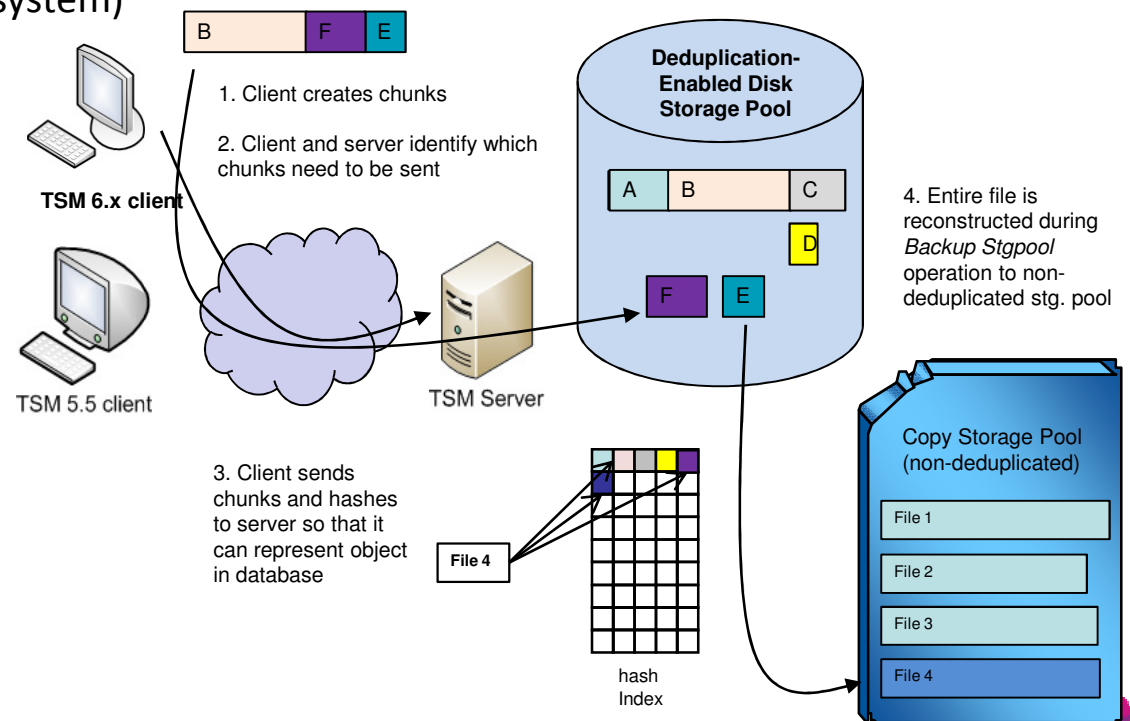 system)
B F E
1. Client creates chunks
2. Client and server identify which
chunks need to be sent
TSM 6.x client
TSM 5.5 client
TSM Server
Deduplication-
Enabled Disk
Storage Pool
A B C
D
F E
4. Entire file is
reconstructed during
Backup Stgpool
operation to non-
deduplicated stg. pool
3. Client sends
chunks and hashes
to server so that it
can represent object
in database
File 4
hash
Index
Copy Storage Pool
(non-deduplicated)
File 1
File 2
File 3
File 4